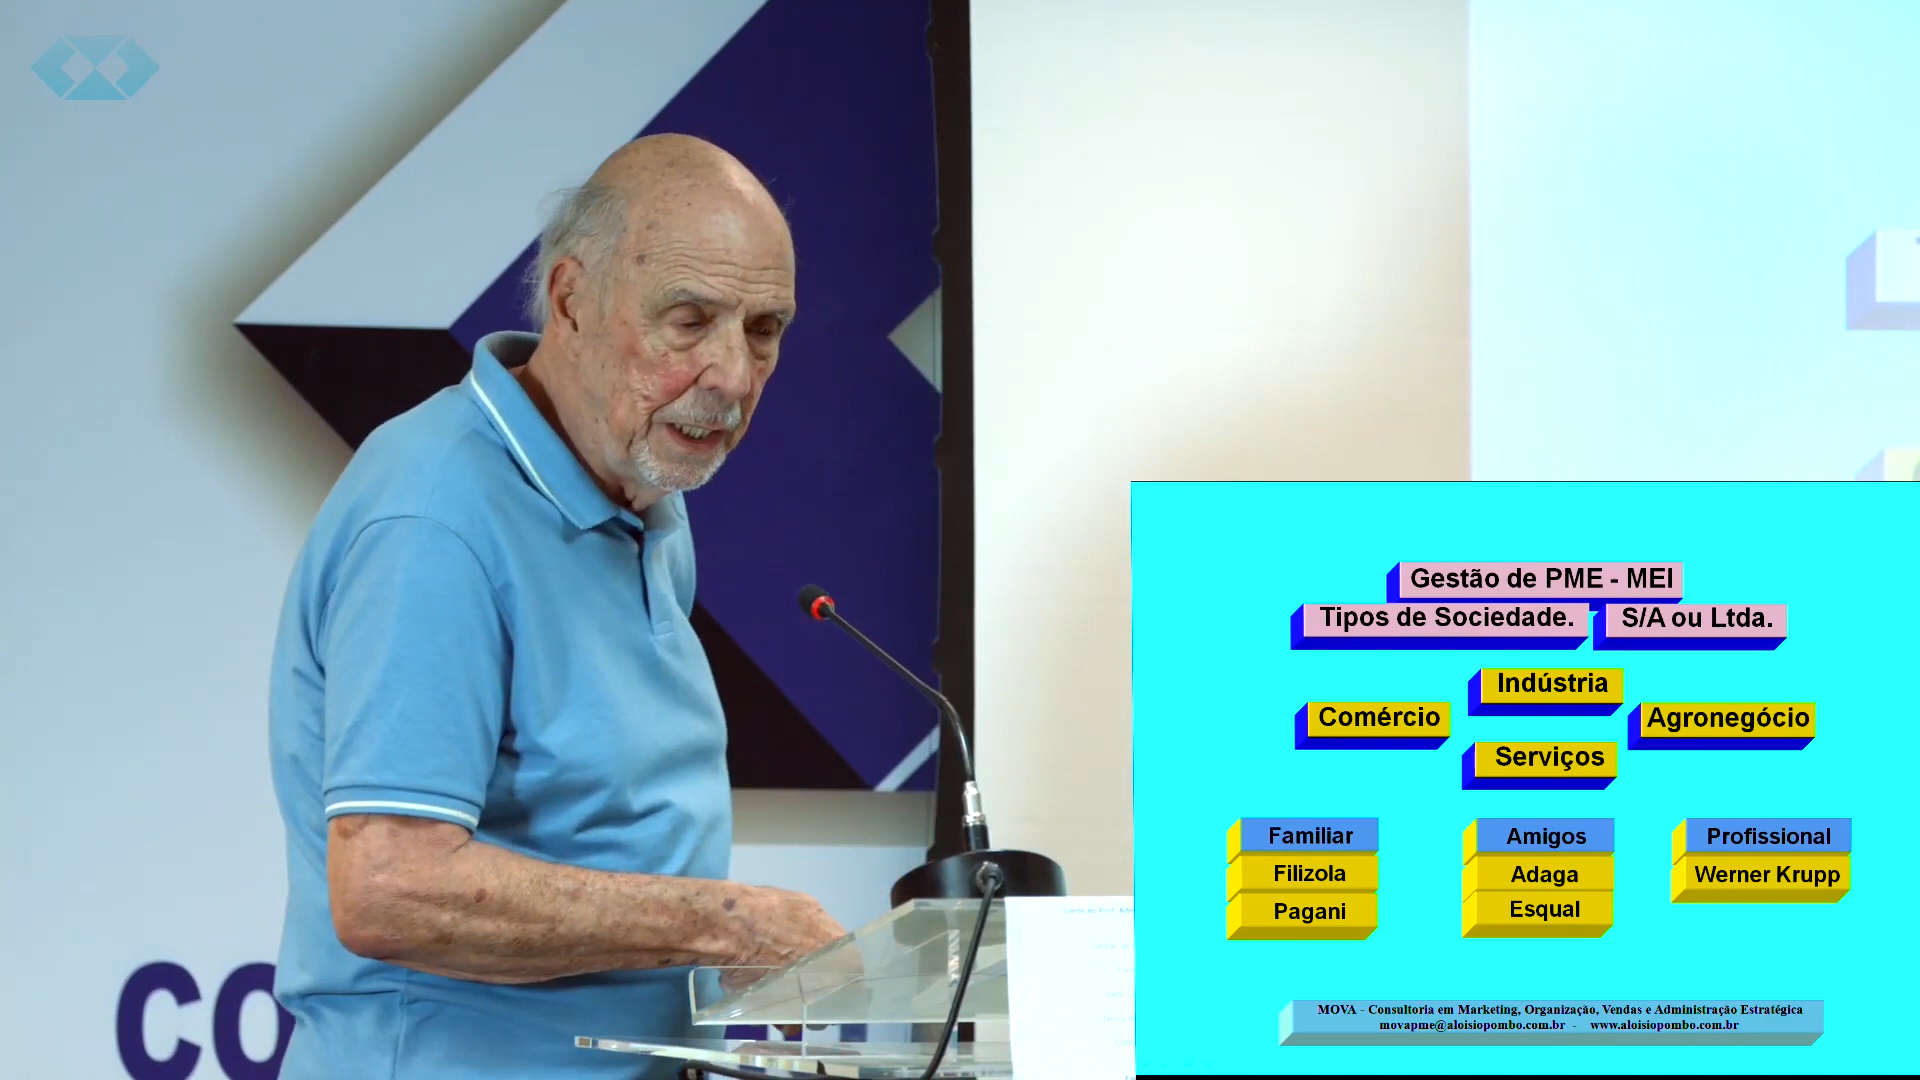 CO
Gestão de PME - MEI
Tipos de Sociedade. S/A ou Ltda.
Indústria
Comércio
Agronegócio
Serviços
Familiar Amigos Profissional
Filizola Adaga Werner Krupp
Pagani Esqual
MOVA - Consultoria em Marketing, Organização, Vendas e Administração Estratégica
movapme@aloisiopombo.com.br - www.aloisiopombo.com.br